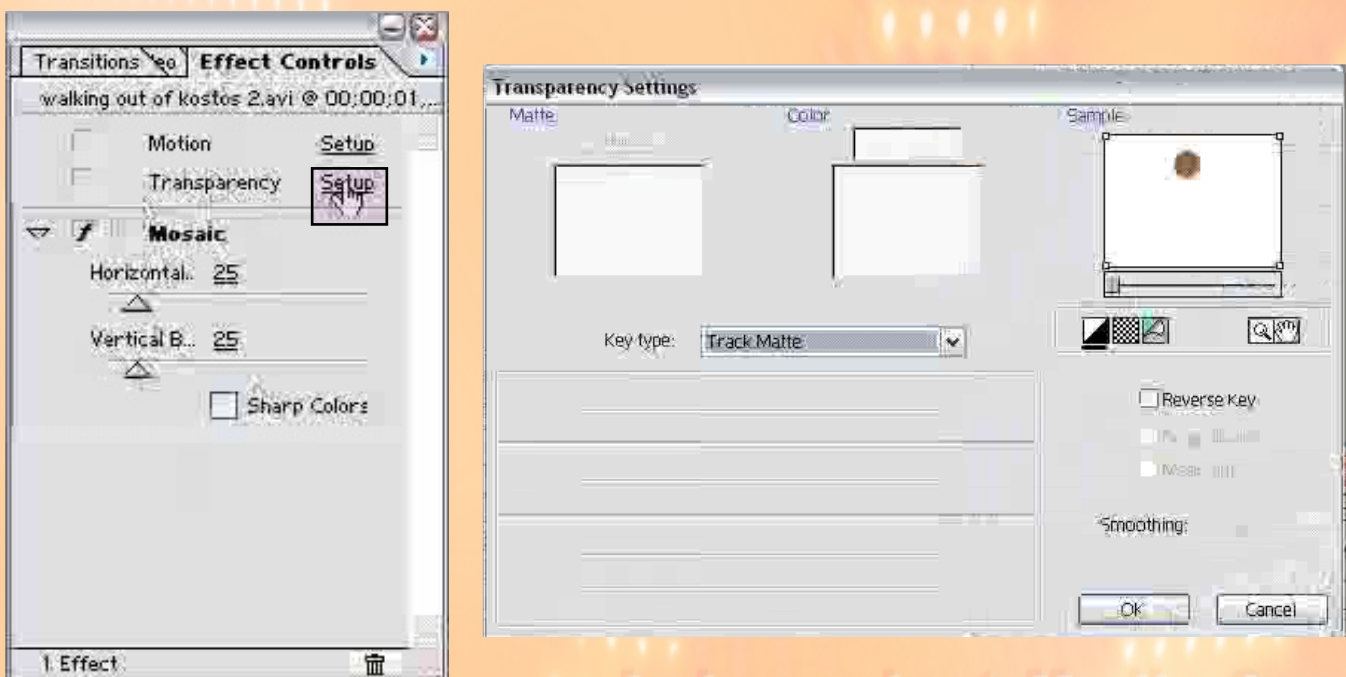 Transitions eo Effect Controls
walking out of kostos 2.avi @ 00;00;01,...
Motion Setup
Transparency Setup
f Mosaic
Horizontal.. 25
Vertical B... 25
Sharp Colors
1 Effect
Transparency Settings
Matte Color Sample
Key type: Track Matte
Reverse Key
Smoothing:
OK Cancel